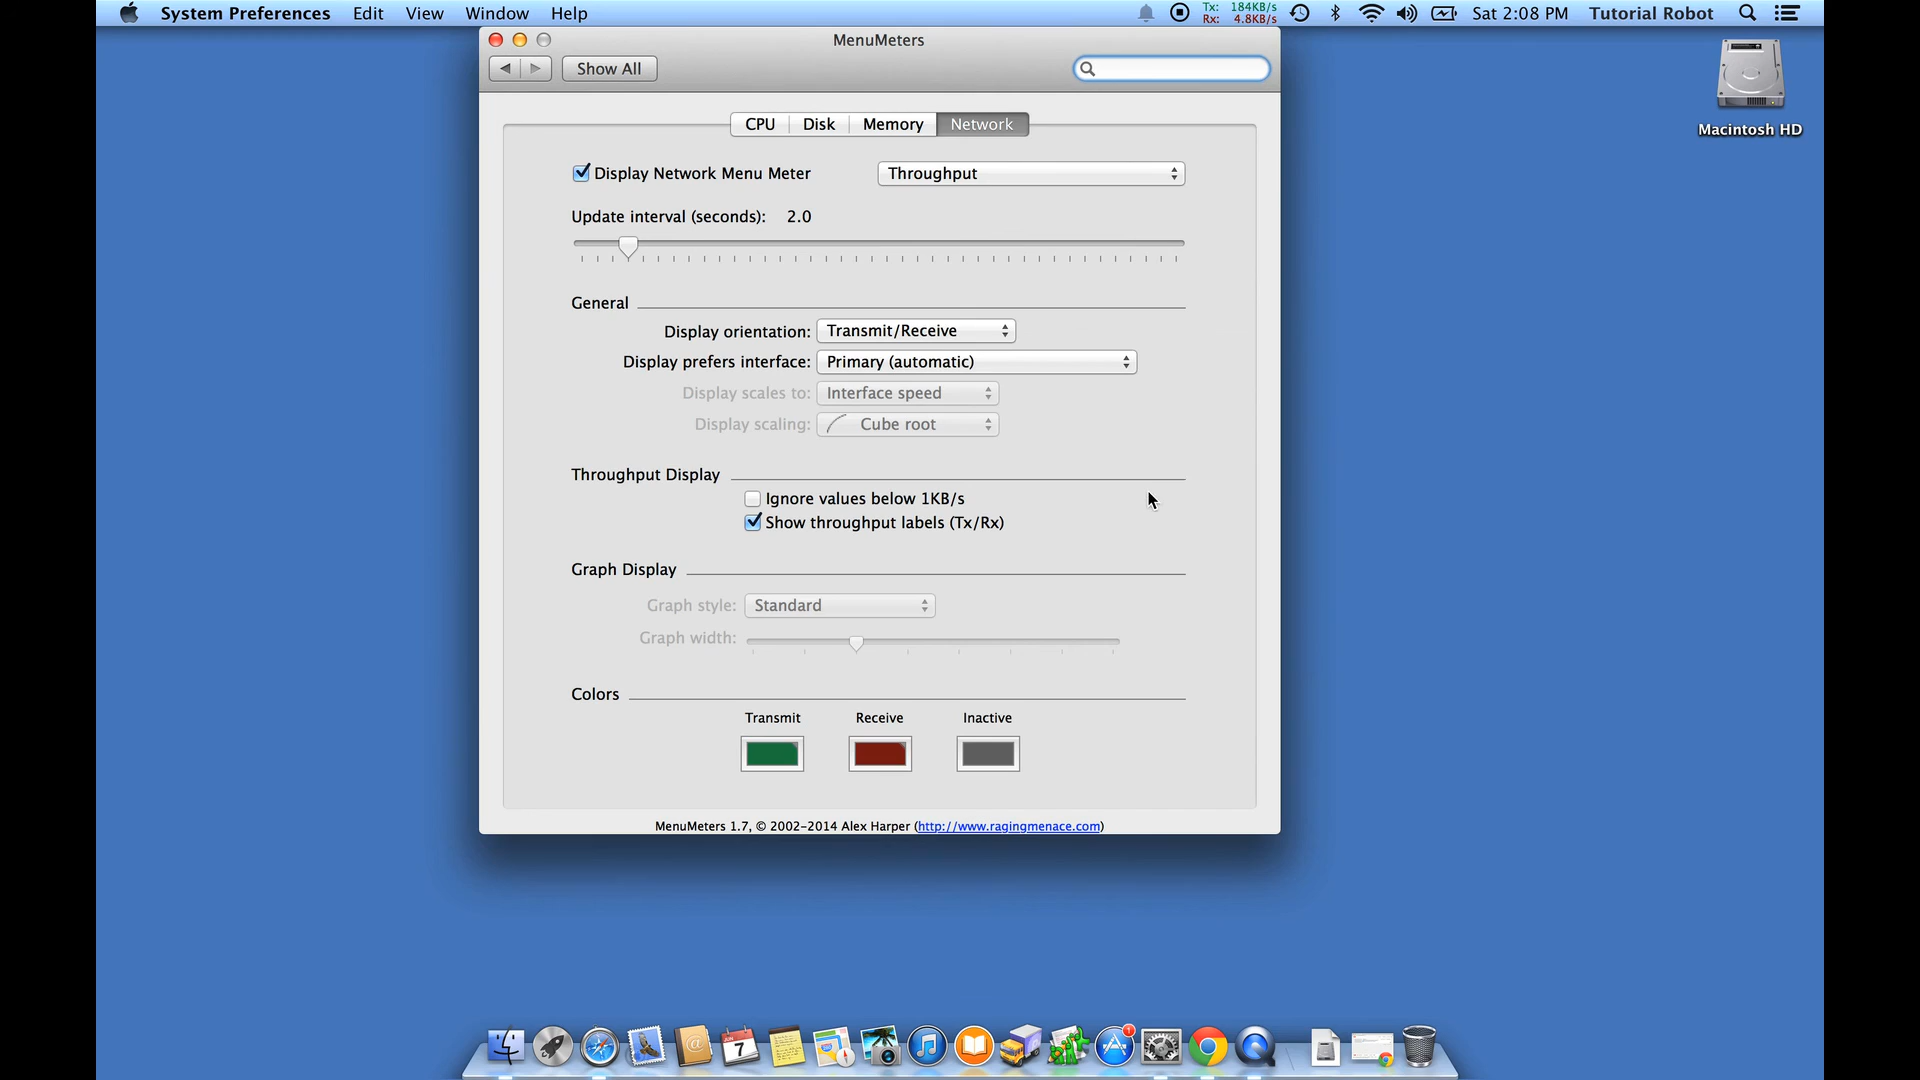 System Preferences Edit View Window Help
Tx: 184KB/s
Rx: 4.8KB/s
Sat 2:08 PM Tutorial Robot
MenuMeters
Show All
Macintosh HD
CPU Disk Memory Network
Display Network Menu Meter Throughput
Update interval (seconds): 2.0
General
Display orientation: Transmit/Receive
Display prefers interface: Primary (automatic)
Display scales to: Interface speed
Display scaling: Cube root
Throughput Display
Ignore values below 1KB/s
Show throughput labels (Tx/Rx)
Graph Display
Graph style: Standard
Graph width:
Colors
Transmit Receive Inactive
MenuMeters 1.7, © 2002-2014 Alex Harper (http://www.ragingmenace.com)
JUN
7
1